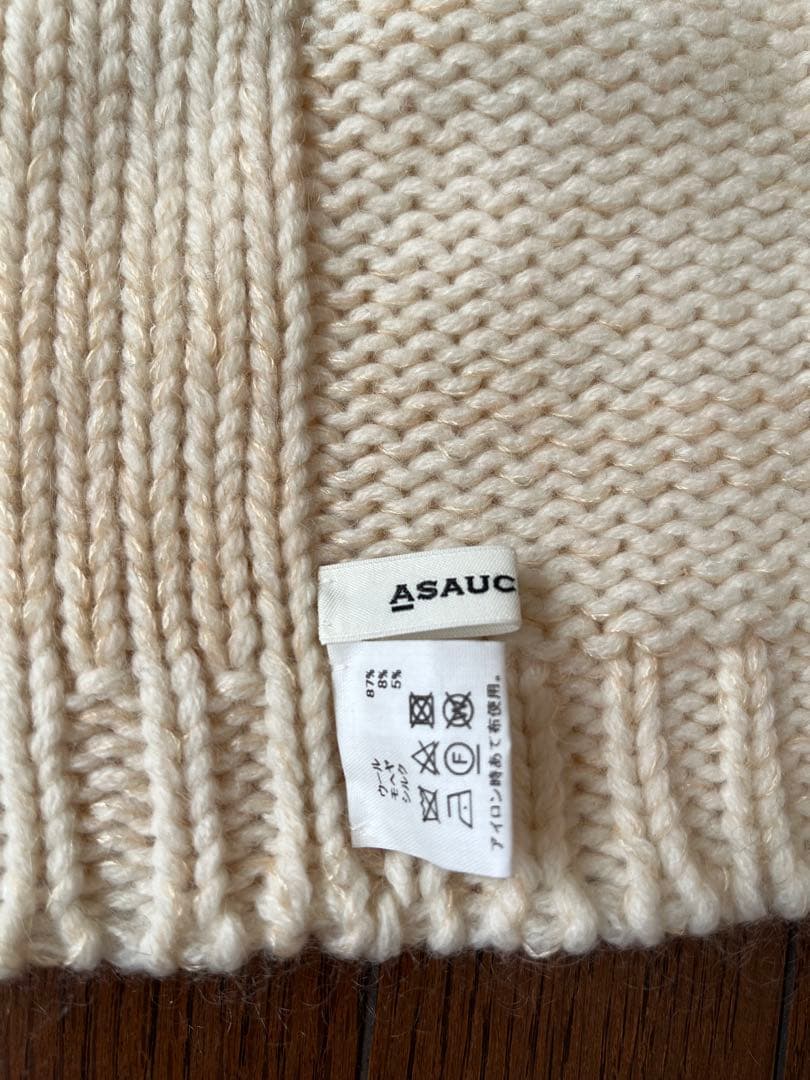 ASAUC
ウール 87%
モヘヤ 8%
シルク 5%
F
W
アイロン時あて布使用。